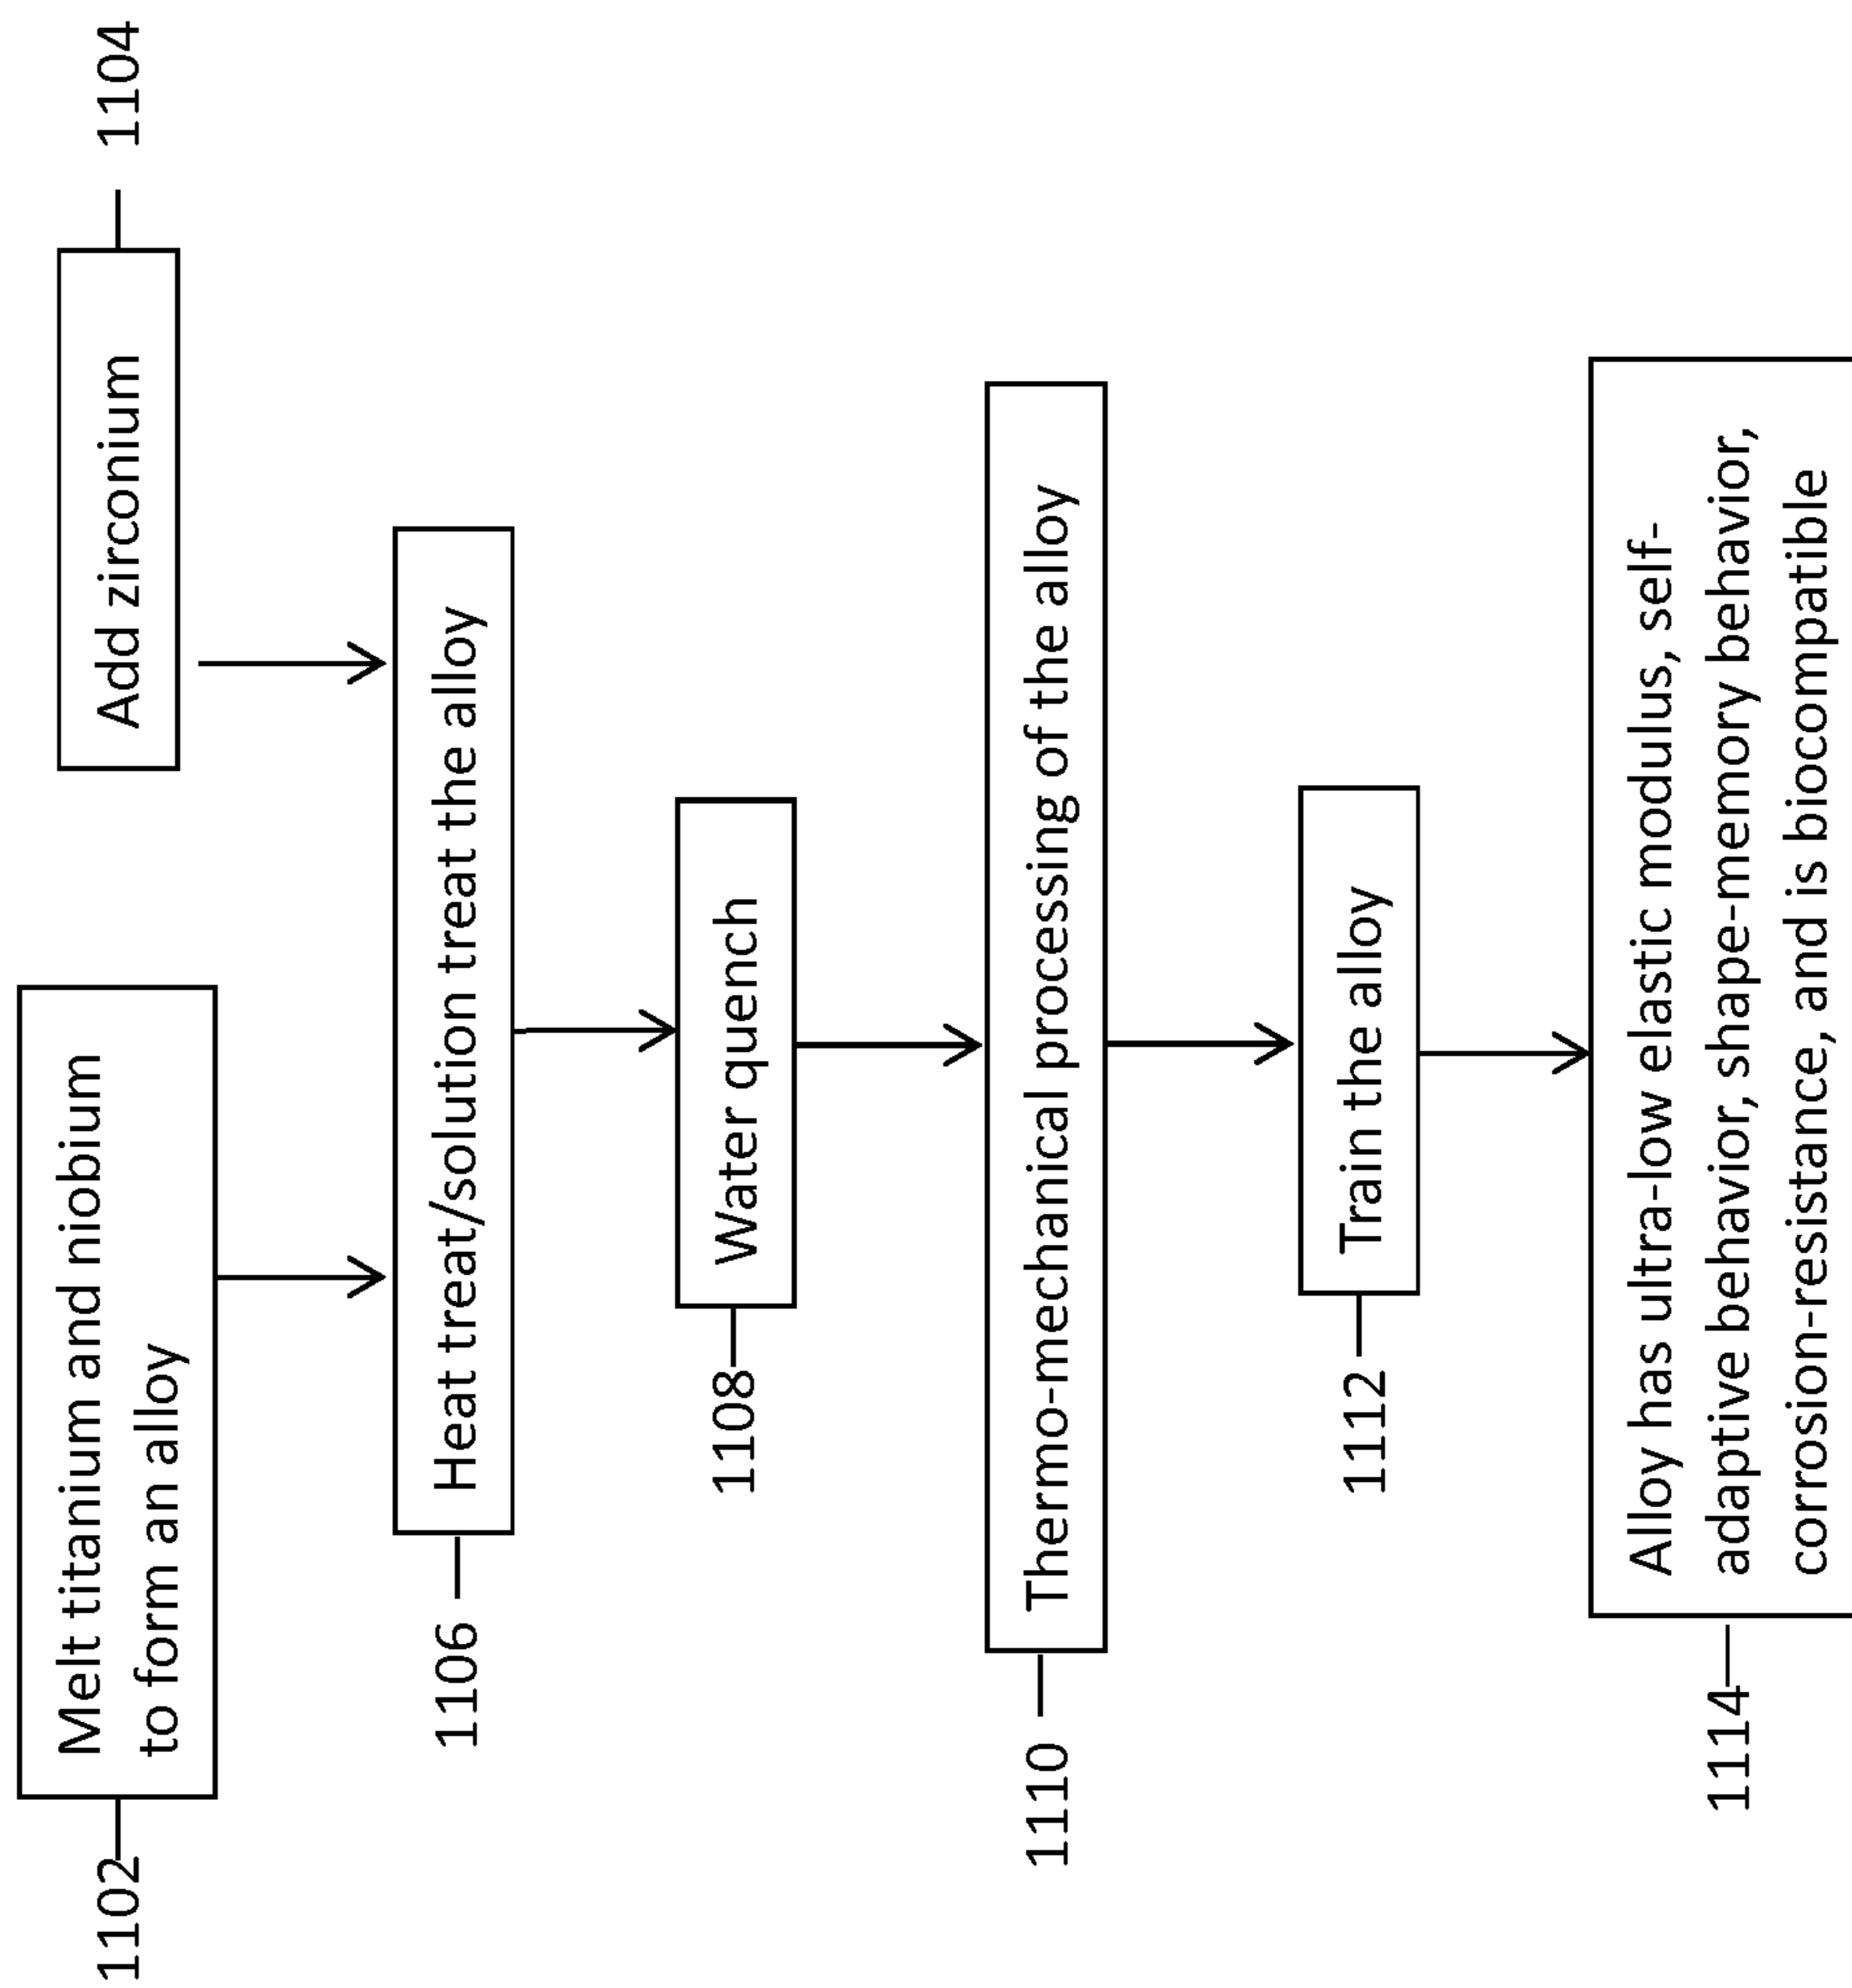 1102
Melt titanium and niobium
to form an alloy
Add zirconium
1104
1106
Heat treat/solution treat the alloy
1108
Water quench
1110
Thermo-mechanical processing of the alloy
1112
Train the alloy
1114
Alloy has ultra-low elastic modulus, self-
adaptive behavior, shape-memory behavior,
corrosion-resistance, and is biocompatible